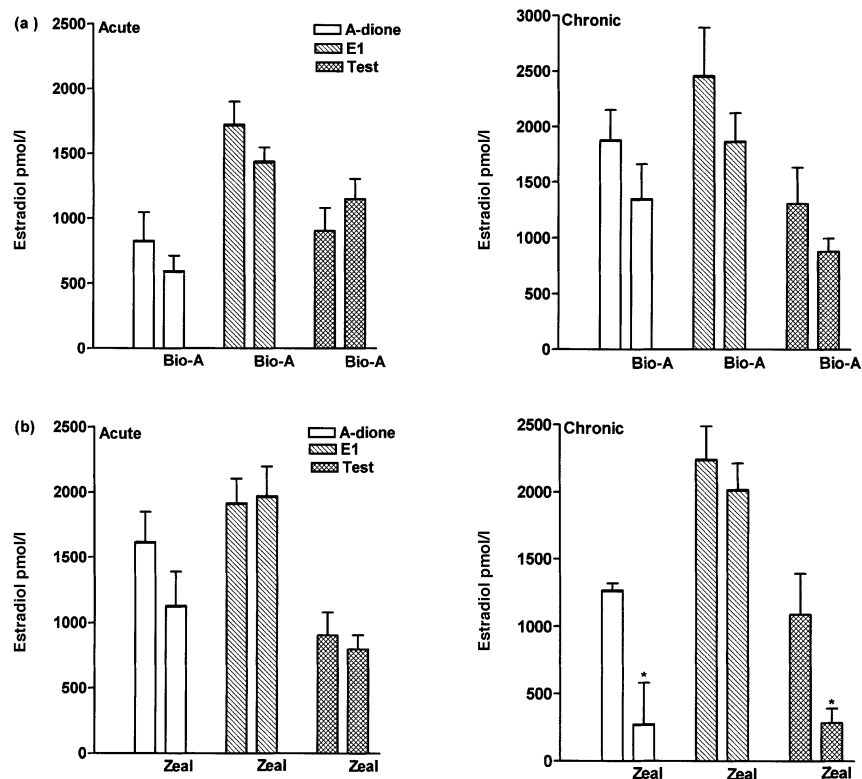 (a )
Acute
A-dione
E1
Test
Estradiol pmol/l
2500
2000
1500
1000
500
0
Bio-A Bio-A Bio-A
Chronic
Estradiol pmol/l
3000
2500
2000
1500
1000
500
0
Bio-A Bio-A Bio-A
(b)
Acute
A-dione
E1
Test
Estradiol pmol/l
2500
2000
1500
1000
500
0
Zeal Zeal Zeal
Chronic
Estradiol pmol/l
2500
2000
1500
1000
500
0
* *
Zeal Zeal Zeal